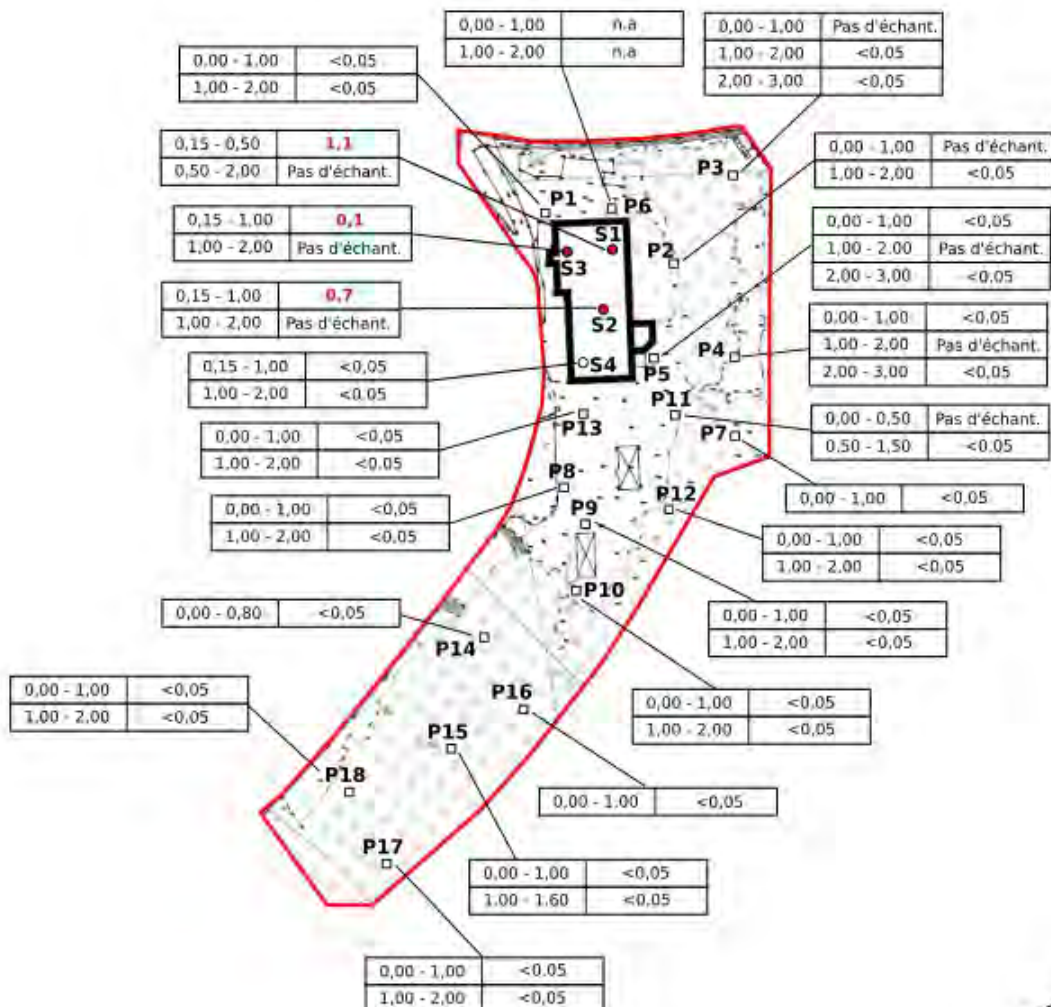 0,00 - 1,00 n.a
1,00 - 2,00 n.a
0,00 - 1,00 Pas d'échant.
1,00 - 2,00 <0,05
2,00 - 3,00 <0,05
0,00 - 1,00 <0,05
1,00 - 2,00 <0,05
0,15 - 0,50 1,1
0,50 - 2,00 Pas d'échant.
0,00 - 1,00 Pas d'échant.
1,00 - 2,00 <0,05
P3
P1
P6
0,15 - 1,00 0,1
1,00 - 2,00 Pas d'échant.
0,00 - 1,00 <0,05
1,00 - 2,00 Pas d'échant.
2,00 - 3,00 <0,05
S1
P2
S3
0,15 - 1,00 0,7
1,00 - 2,00 Pas d'échant.
S2
0,00 - 1,00 <0,05
1,00 - 2,00 Pas d'échant.
2,00 - 3,00 <0,05
0,15 - 1,00 <0,05
1,00 - 2,00 <0,05
S4
P5
P4
0,00 - 0,50 Pas d'échant.
0,50 - 1,50 <0,05
P11
P13
P7
0,00 - 1,00 <0,05
1,00 - 2,00 <0,05
P8
P12
0,00 - 1,00 <0,05
0,00 - 1,00 <0,05
1,00 - 2,00 <0,05
P9
0,00 - 1,00 <0,05
1,00 - 2,00 <0,05
P10
0,00 - 0,80 <0,05
P14
0,00 - 1,00 <0,05
1,00 - 2,00 <0,05
0,00 - 1,00 <0,05
1,00 - 2,00 <0,05
P16
0,00 - 1,00 <0,05
1,00 - 2,00 <0,05
P15
P18
0,00 - 1,00 <0,05
P17
0,00 - 1,00 <0,05
1,00 - 1,60 <0,05
0,00 - 1,00 <0,05
1,00 - 2,00 <0,05